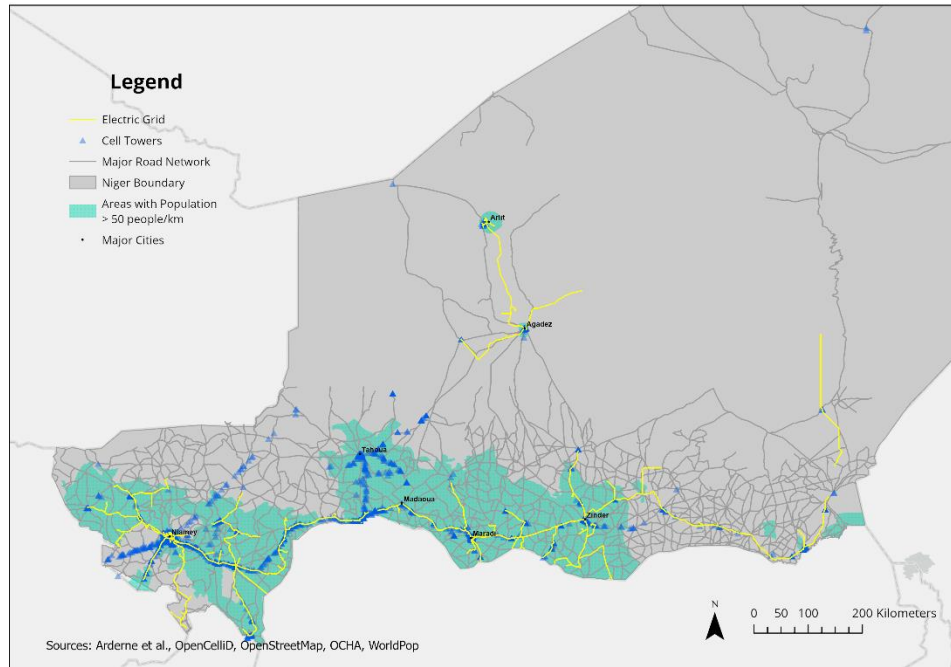 Legend
Electric Grid
Cell Towers
Major Road Network
Niger Boundary
Areas with Population
> 50 people/km
Major Cities
Arlit
Agadez
Tahoua
Madaoua
Niamey
Maradi
Zinder
N
0 50 100 200 Kilometers
Sources: Arderne et al., OpenCelliD, OpenStreetMap, OCHA, WorldPop